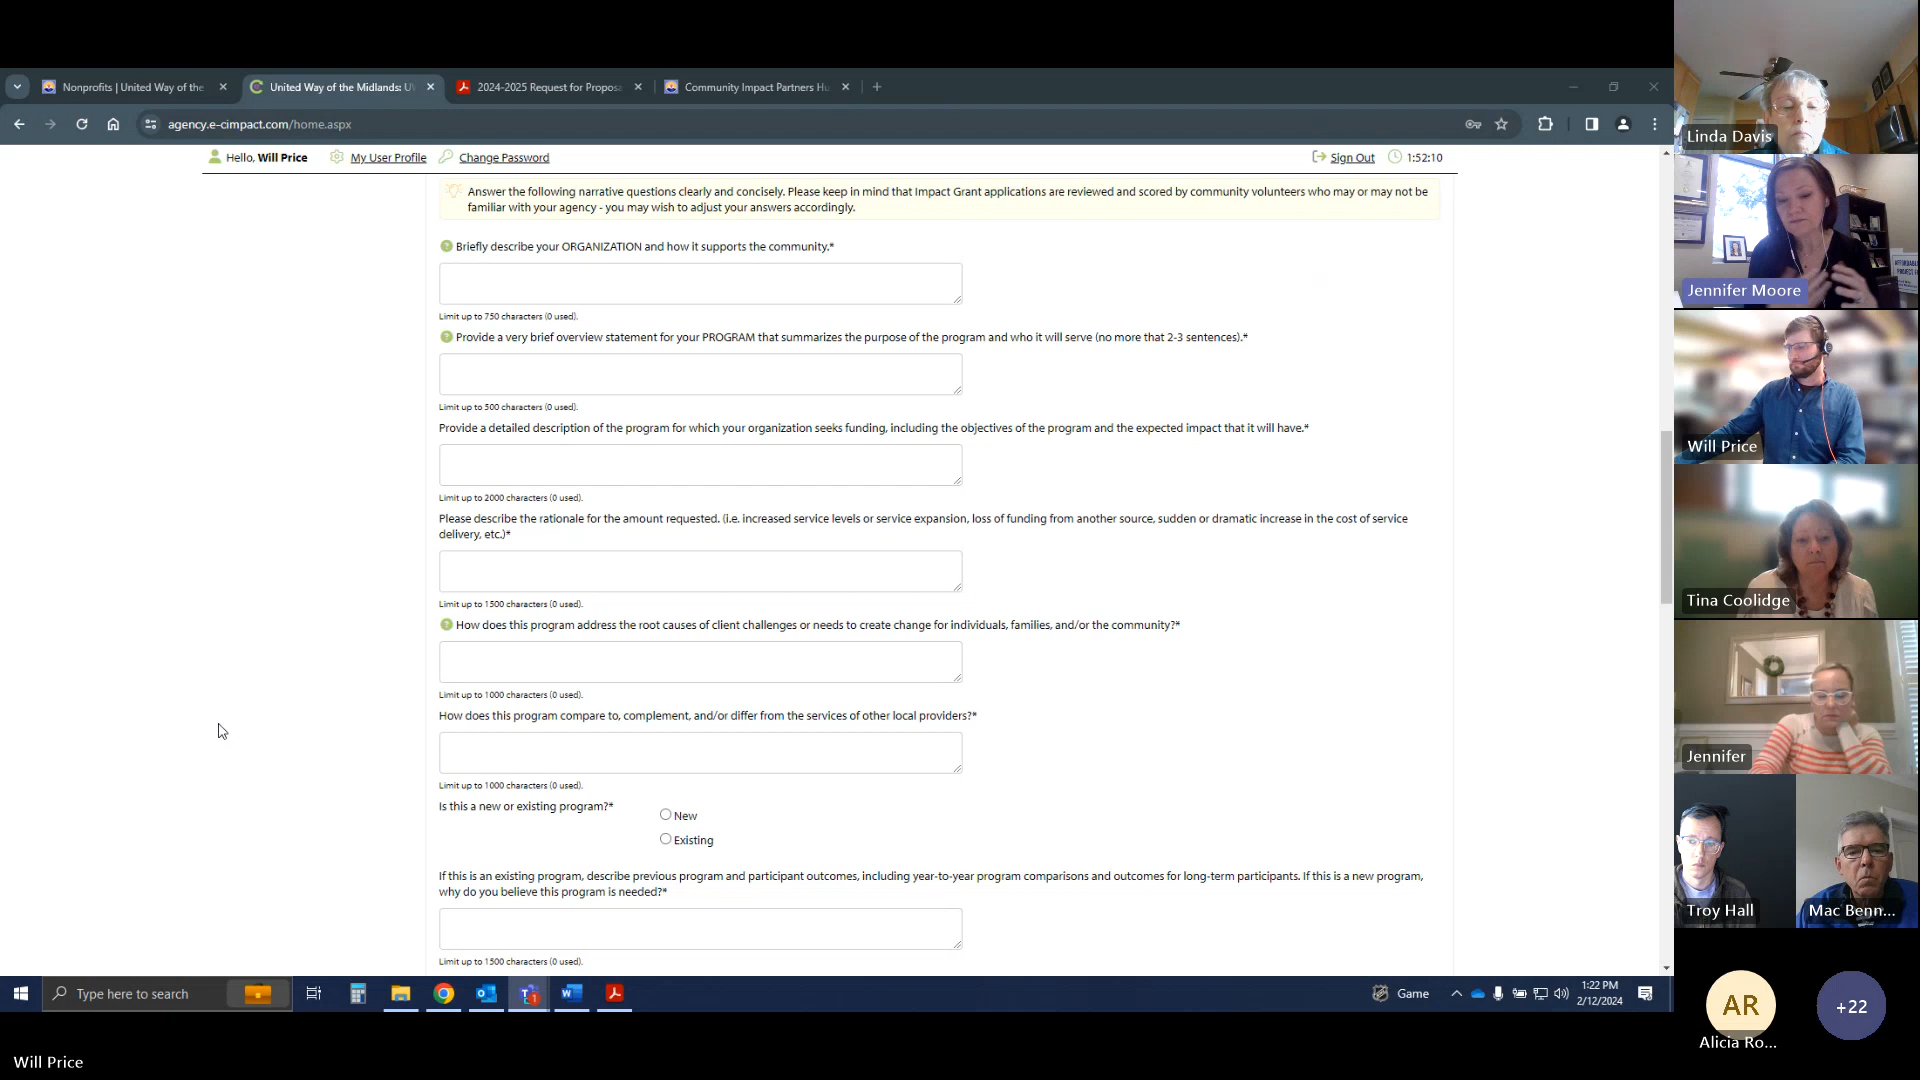 Nonprofits | United Way of the
United Way of the Midlands: UW
2024-2025 Request for Proposa
Community Impact Partners Hu
agency.e-cimpact.com/home.aspx
Hello, Will Price
My User Profile
Change Password
Sign Out
1:52:10
Answer the following narrative questions clearly and concisely. Please keep in mind that Impact Grant applications are reviewed and scored by community volunteers who may or may not be
familiar with your agency - you may wish to adjust your answers accordingly.
Briefly describe your ORGANIZATION and how it supports the community.*
Limit up to 750 characters (0 used).
Provide a very brief overview statement for your PROGRAM that summarizes the purpose of the program and who it will serve (no more that 2-3 sentences).*
Limit up to 500 characters (0 used).
Provide a detailed description of the program for which your organization seeks funding, including the objectives of the program and the expected impact that it will have.*
Limit up to 2000 characters (0 used).
Please describe the rationale for the amount requested. (i.e. increased service levels or service expansion, loss of funding from another source, sudden or dramatic increase in the cost of service
delivery, etc.)*
Limit up to 1500 characters (0 used).
How does this program address the root causes of client challenges or needs to create change for individuals, families, and/or the community?*
Limit up to 1000 characters (0 used).
How does this program compare to, complement, and/or differ from the services of other local providers?*
Limit up to 1000 characters (0 used).
Is this a new or existing program?*
New
Existing
If this is an existing program, describe previous program and participant outcomes, including year-to-year program comparisons and outcomes for long-term participants. If this is a new program,
why do you believe this program is needed?*
Limit up to 1500 characters (0 used).
Type here to search
Game
1:22 PM
2/12/2024
Will Price
Linda Davis
Jennifer Moore
Will Price
Tina Coolidge
Jennifer
Troy Hall
Mac Benn...
AR
Alicia Ro...
+22